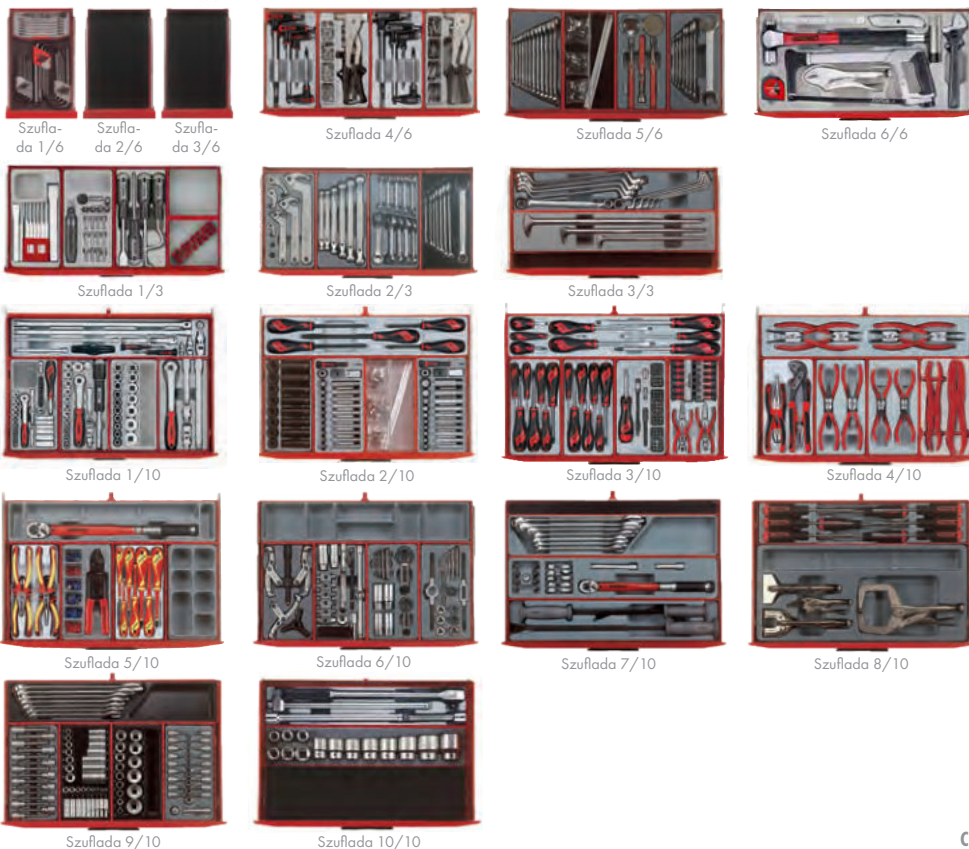 Szufla-
da 1/6
Szufla-
da 2/6
Szufla-
da 3/6
Szuflada 4/6
Szuflada 5/6
Szuflada 6/6
Szuflada 1/3
Szuflada 2/3
Szuflada 3/3
Szuflada 1/10
Szuflada 2/10
Szuflada 3/10
Szuflada 4/10
Szuflada 5/10
Szuflada 6/10
Szuflada 7/10
Szuflada 8/10
Szuflada 9/10
Szuflada 10/10